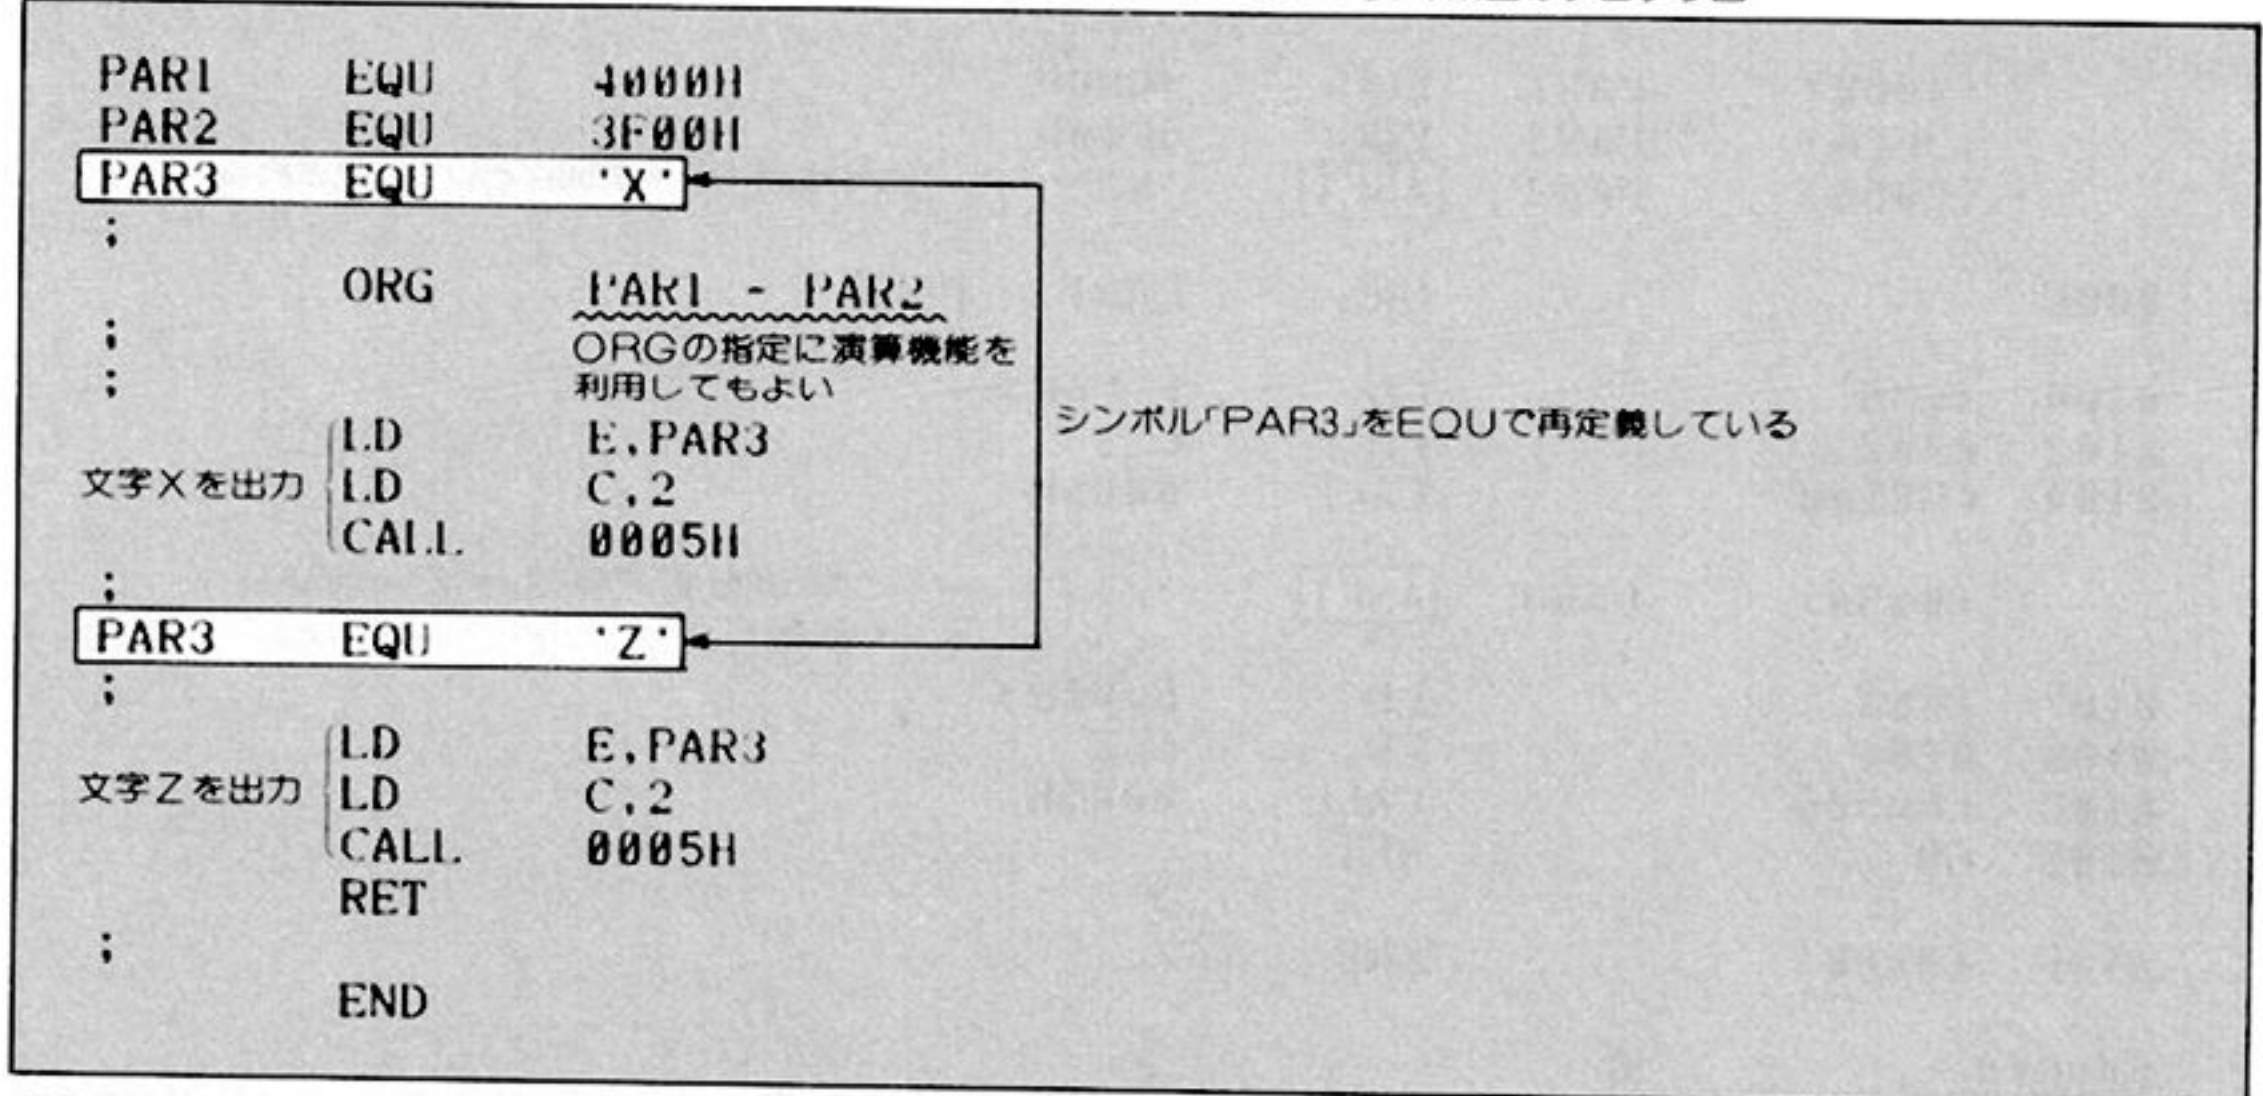 PAR1 EQU 4000H
PAR2 EQU 3F00H
PAR3 EQU 'X'
;
ORG PAR1 - PAR2
;
ORGの指定に演算機能を
;
利用してもよい
LD E,PAR3
シンボル「PAR3」をEQUで再定義している
文字Xを出力 LD C,2
CALL 0005H
;
PAR3 EQU 'Z'
;
LD E,PAR3
文字Zを出力 LD C,2
CALL 0005H
RET
;
END